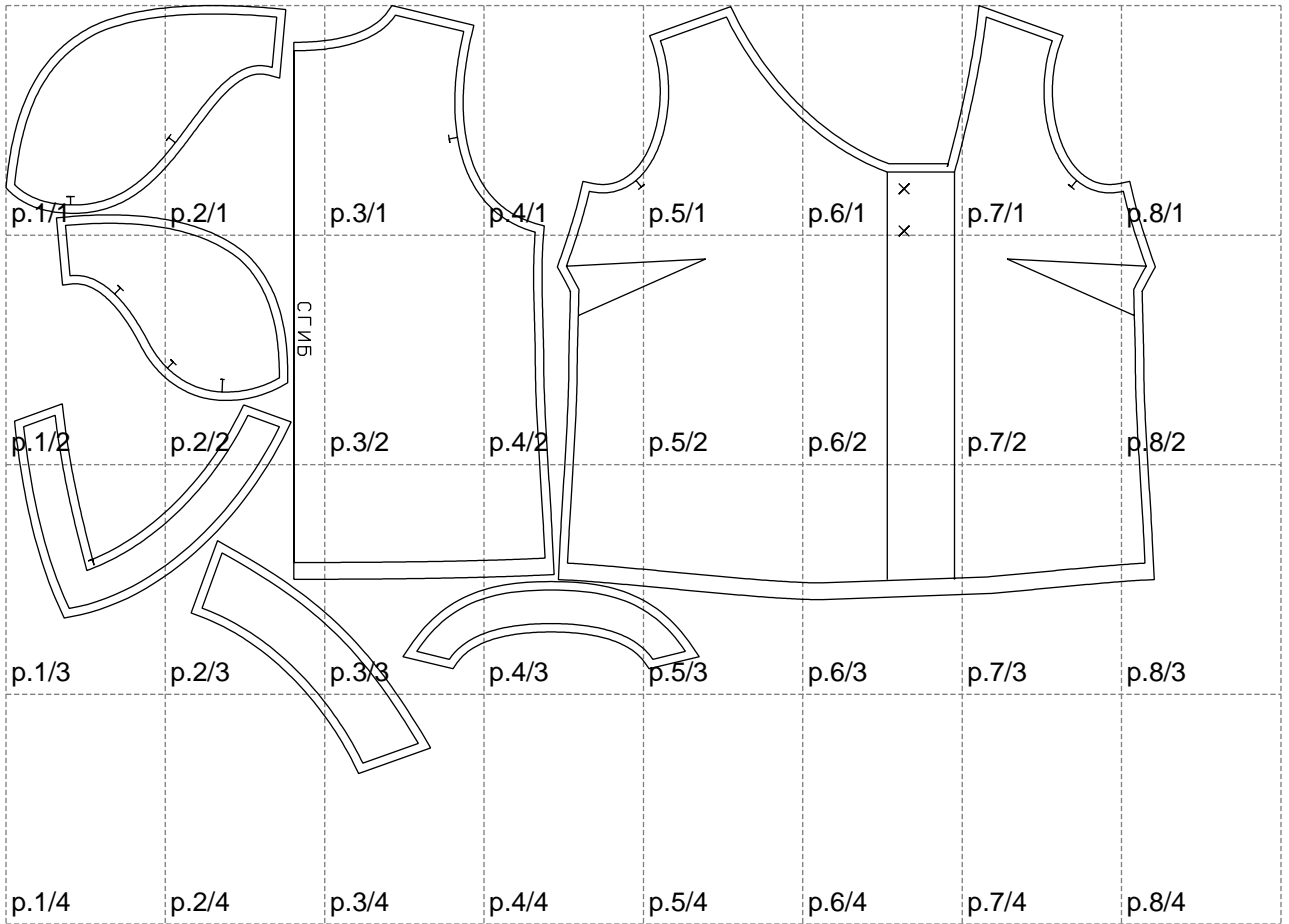 p.1/1 p.2/1 p.3/1 p.4/1 p.5/1 p.6/1 p.7/1 p.8/1
СГИБ
p.1/2 p.2/2 p.3/2 p.4/2 p.5/2 p.6/2 p.7/2 p.8/2
p.1/3 p.2/3 p.3/3 p.4/3 p.5/3 p.6/3 p.7/3 p.8/3
p.1/4 p.2/4 p.3/4 p.4/4 p.5/4 p.6/4 p.7/4 p.8/4